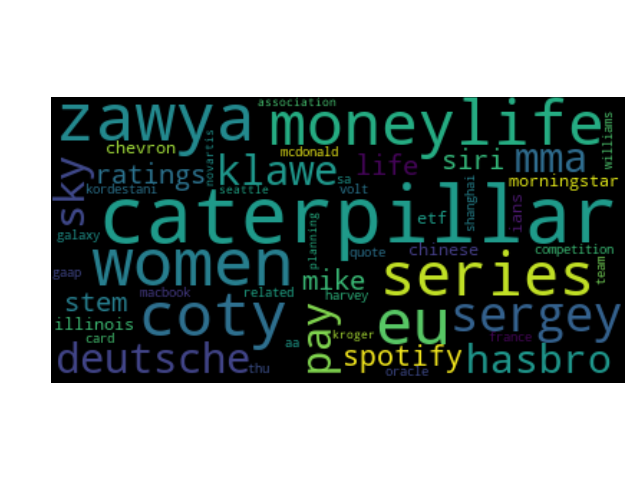 association
zawya
moneylife
williams
chevron
novartis
mcdonald
siri
mma
sky
ratings
klawe
life
morningstar
kordestani
seattle
sa
volt
shanghai
ians
caterpillar
etf
galaxy
planning
quote
chinese
competition
gaap
women
mike
series
team
macbook
related
harvey
stem
coty
pay
eu
sergey
illinois
card
aa
kroger
france
deutsche
thu
spotify
oracle
hasbro